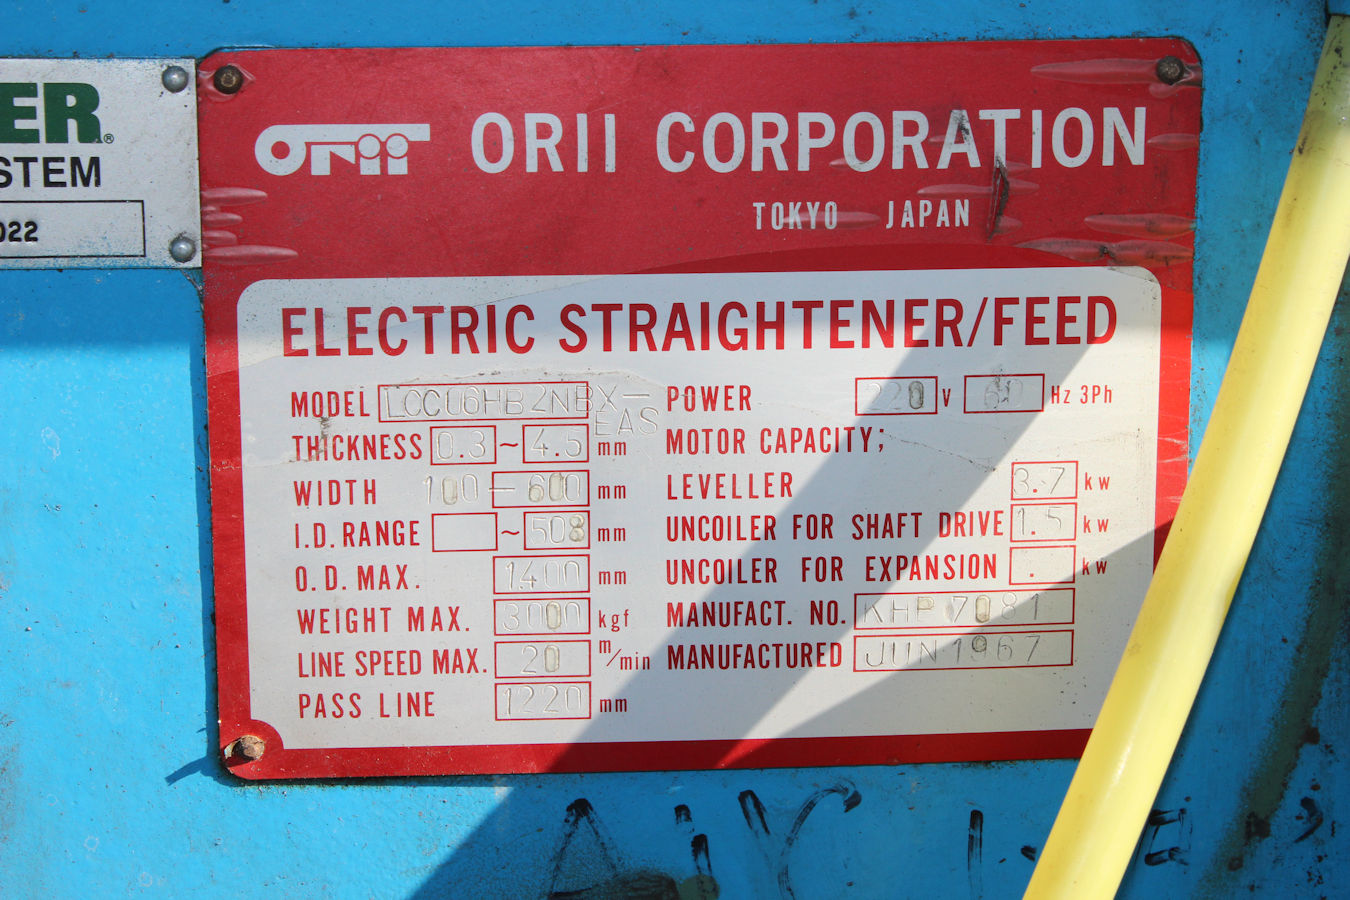 ER®
STEM
022
ORII ORII CORPORATION
TOKYO JAPAN
ELECTRIC STRAIGHTENER/FEED
MODEL LCC06HB2NBX-
EAS
THICKNESS 0.3 ~ 4.5 mm
WIDTH 100 - 600 mm
I.D. RANGE ~ 508 mm
O.D. MAX. 1400 mm
WEIGHT MAX. 3000 kgf
LINE SPEED MAX. 20 m/min
PASS LINE 1220 mm
POWER 220 V 60 Hz 3Ph
MOTOR CAPACITY;
LEVELLER 3.7 kw
UNCOILER FOR SHAFT DRIVE 1.5 kw
UNCOILER FOR EXPANSION . kw
MANUFACT. NO. KHP 7081
MANUFACTURED JUN 1967